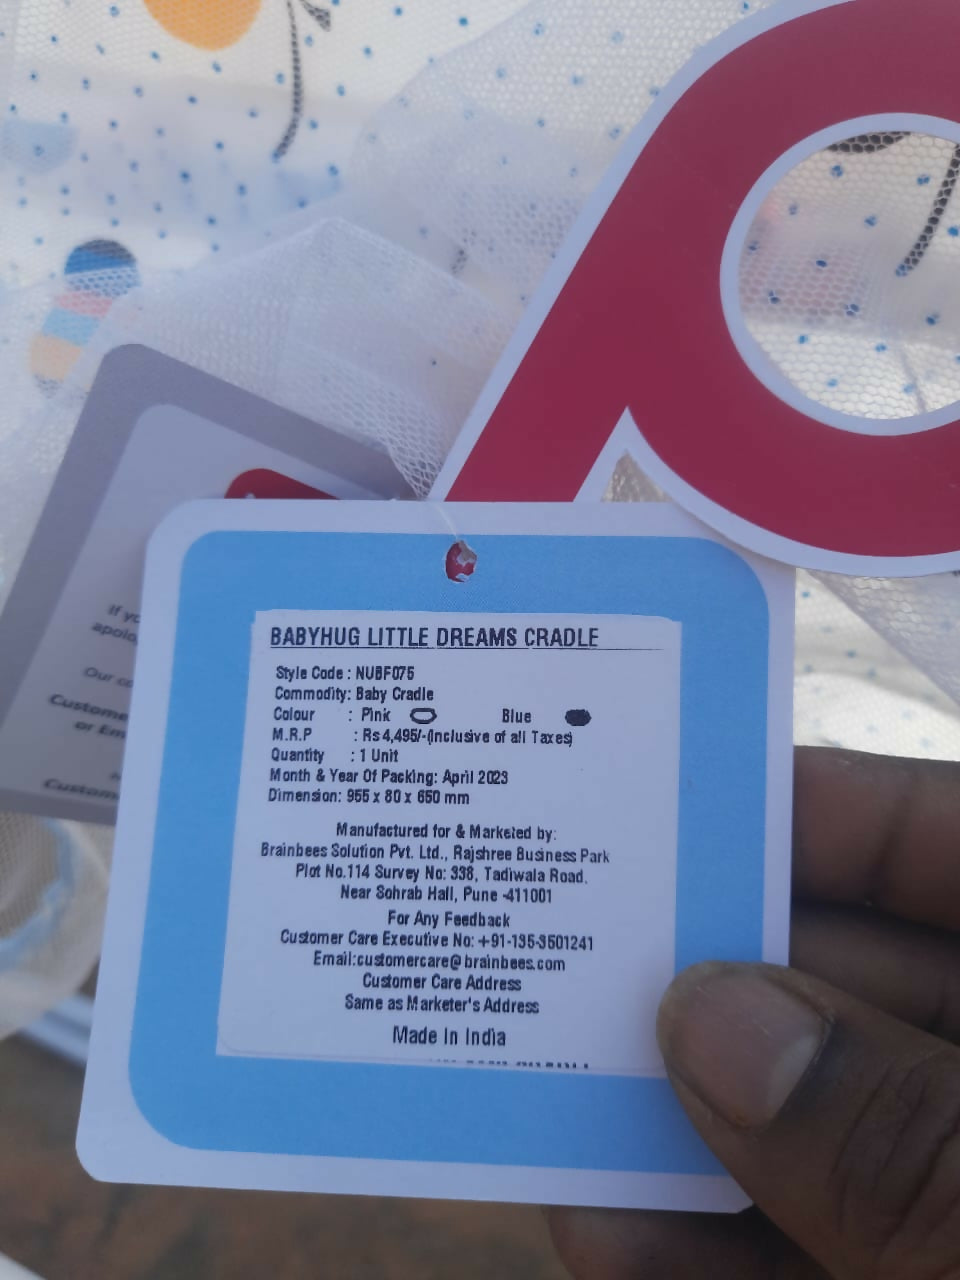 BABYHUG LITTLE DREAMS CRADLE
Style Code : NUBF075
Commodity: Baby Cradle
Colour : Pink Blue
M.R.P : Rs 4,495/-(Inclusive of all Taxes)
Quantity : 1 Unit
Month & Year Of Packing: April 2023
Dimension: 955 x 80 x 650 mm
Manufactured for & Marketed by:
Brainbees Solution Pvt. Ltd., Rajshree Business Park
Plot No.114 Survey No: 338, Tadiwala Road.
Near Sohrab Hall, Pune -411001
For Any Feedback
Customer Care Executive No: +91-135-3501241
Email:customercare@brainbees.com
Customer Care Address
Same as Marketer's Address
Made In India
If
Our
or Em